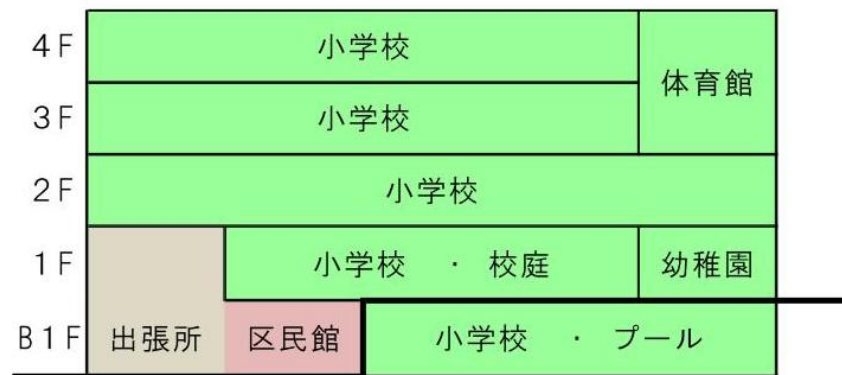 4F 小学校
体育館
3F 小学校
2F 小学校
1F 小学校 ・ 校庭 幼稚園
B1F 出張所 区民館 小学校 ・ プール